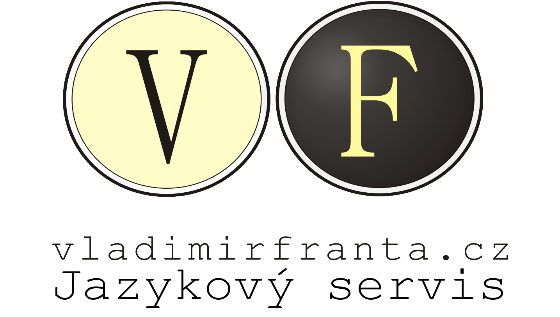 V F
vladimirfranta.cz
Jazykový servis